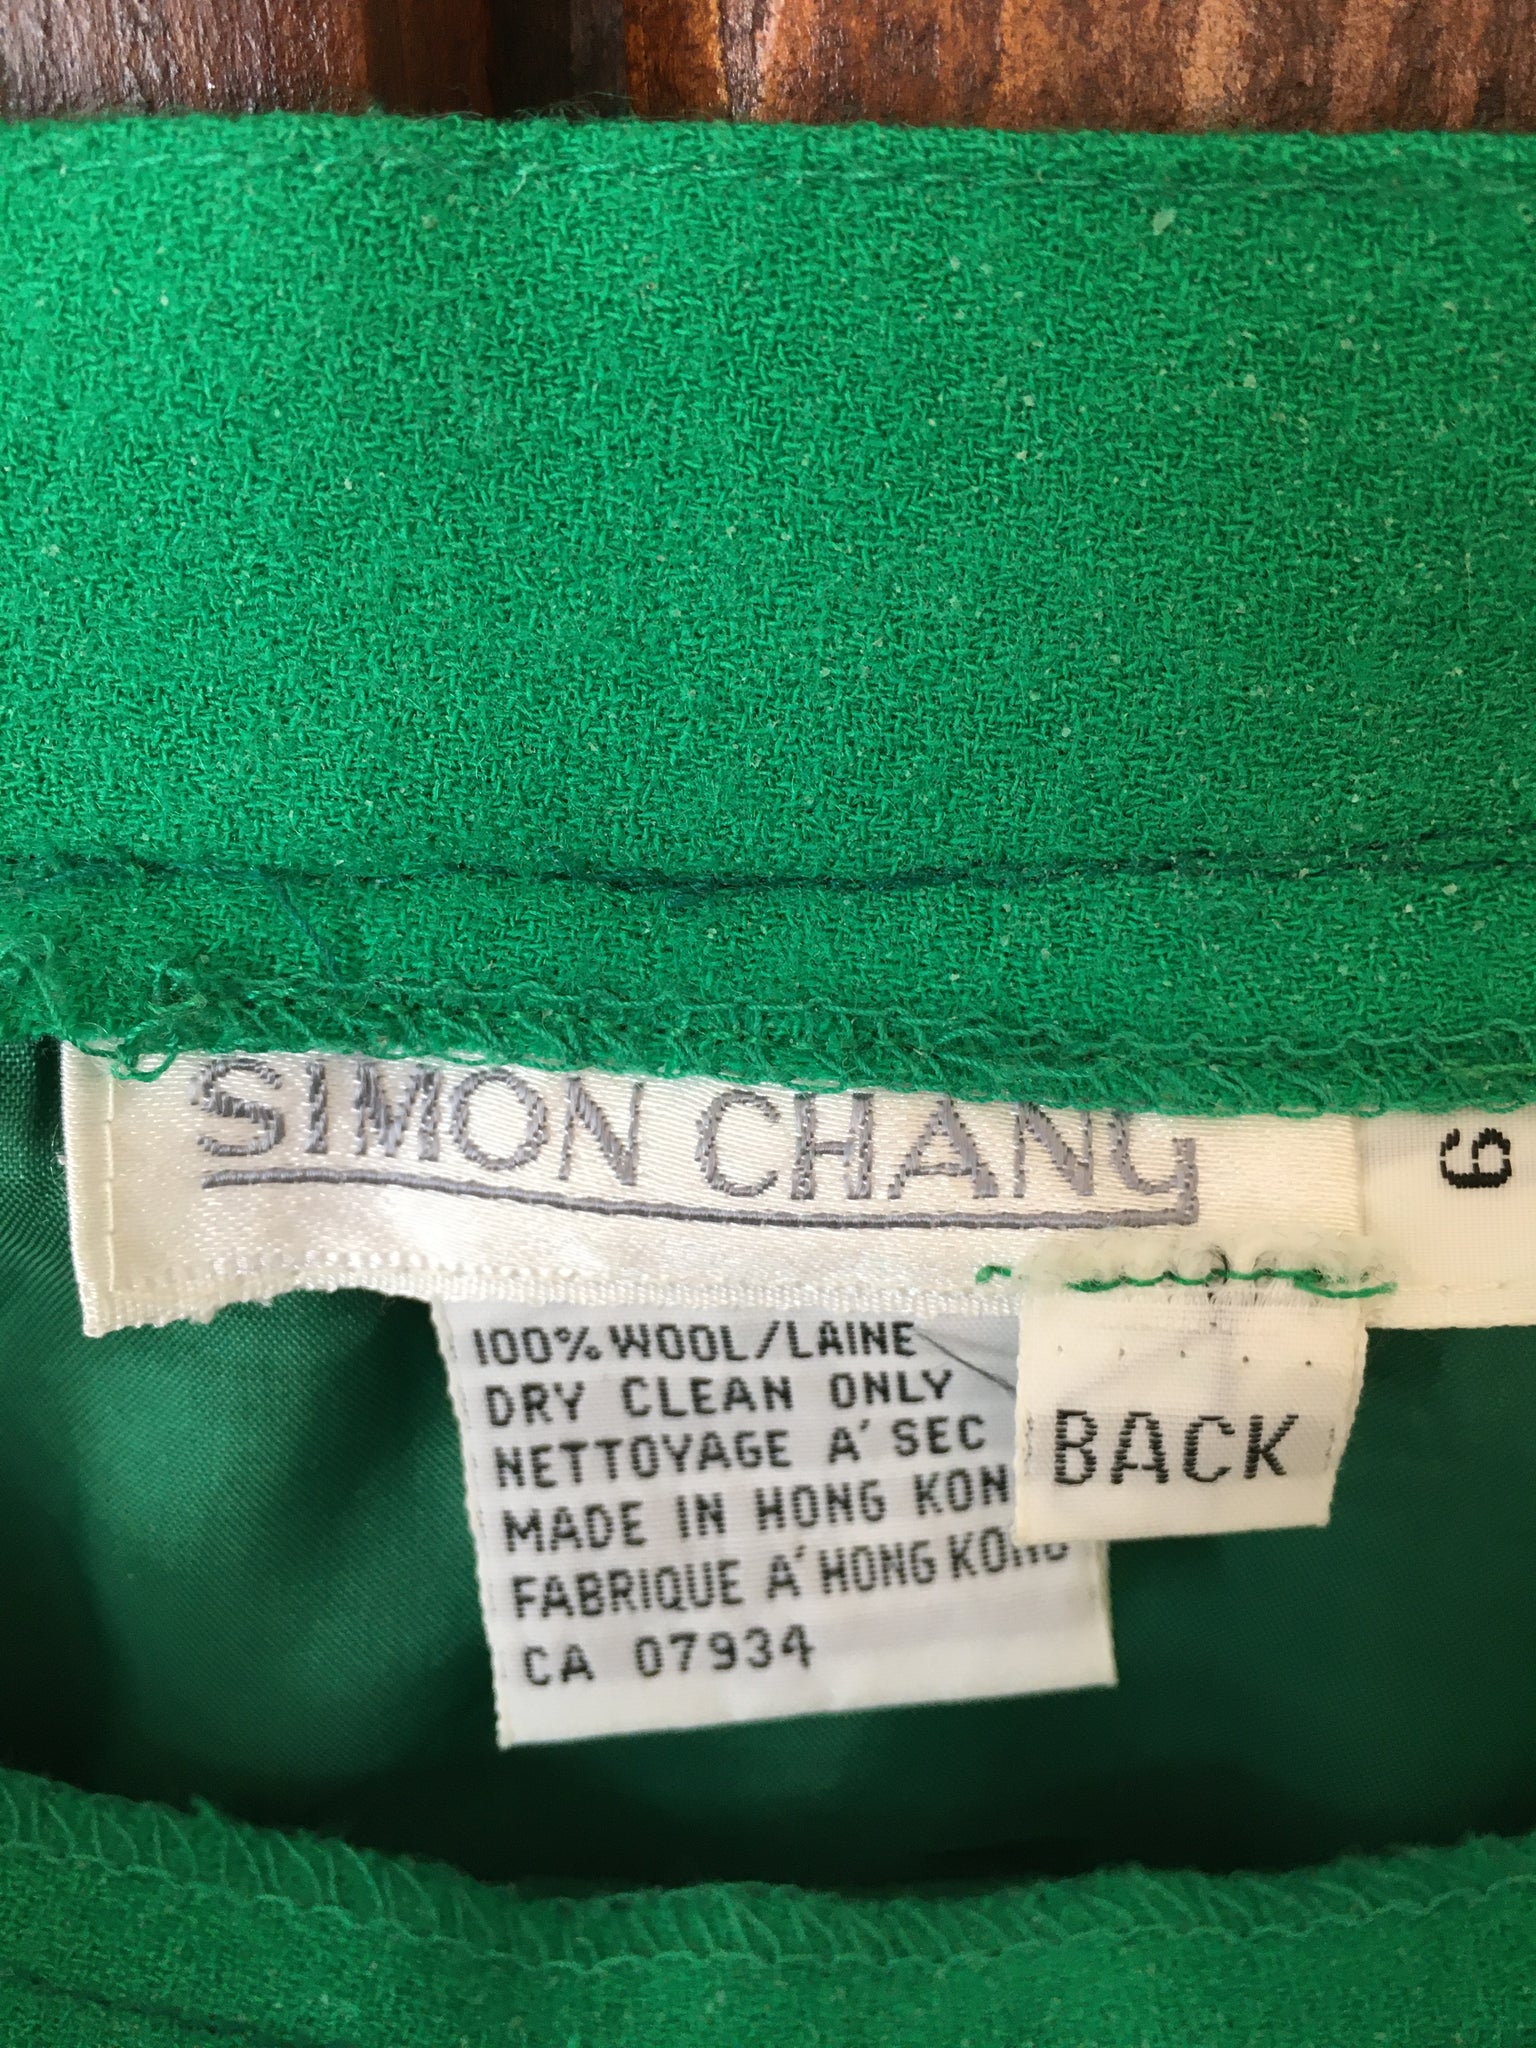 SIMON CHANG
6
100% WOOL/LAINE
DRY CLEAN ONLY
NETTOYAGE A' SEC
MADE IN HONG KON
FABRIQUE A' HONG KONG
CA 07934
BACK